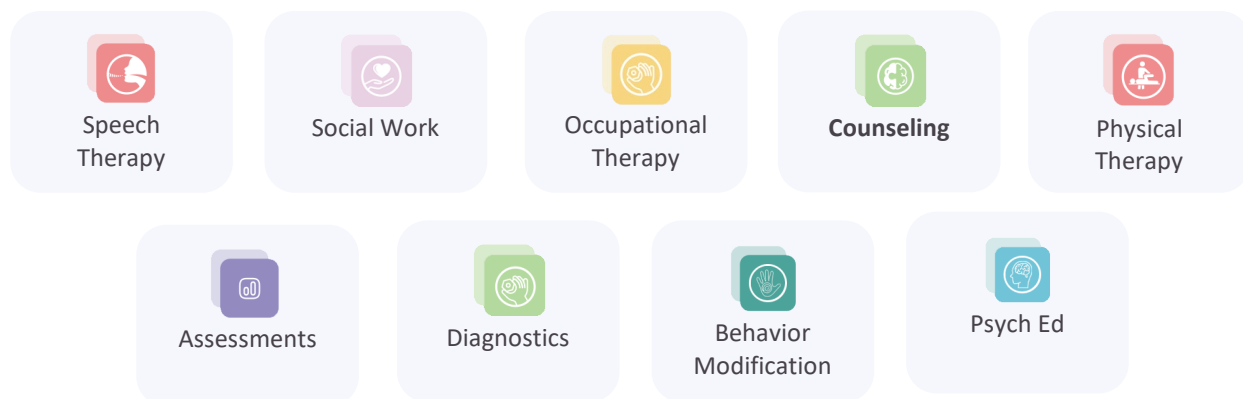 Speech
Therapy
Social Work
Occupational
Therapy
Counseling
Physical
Therapy
Assessments
Diagnostics
Behavior
Modification
Psych Ed